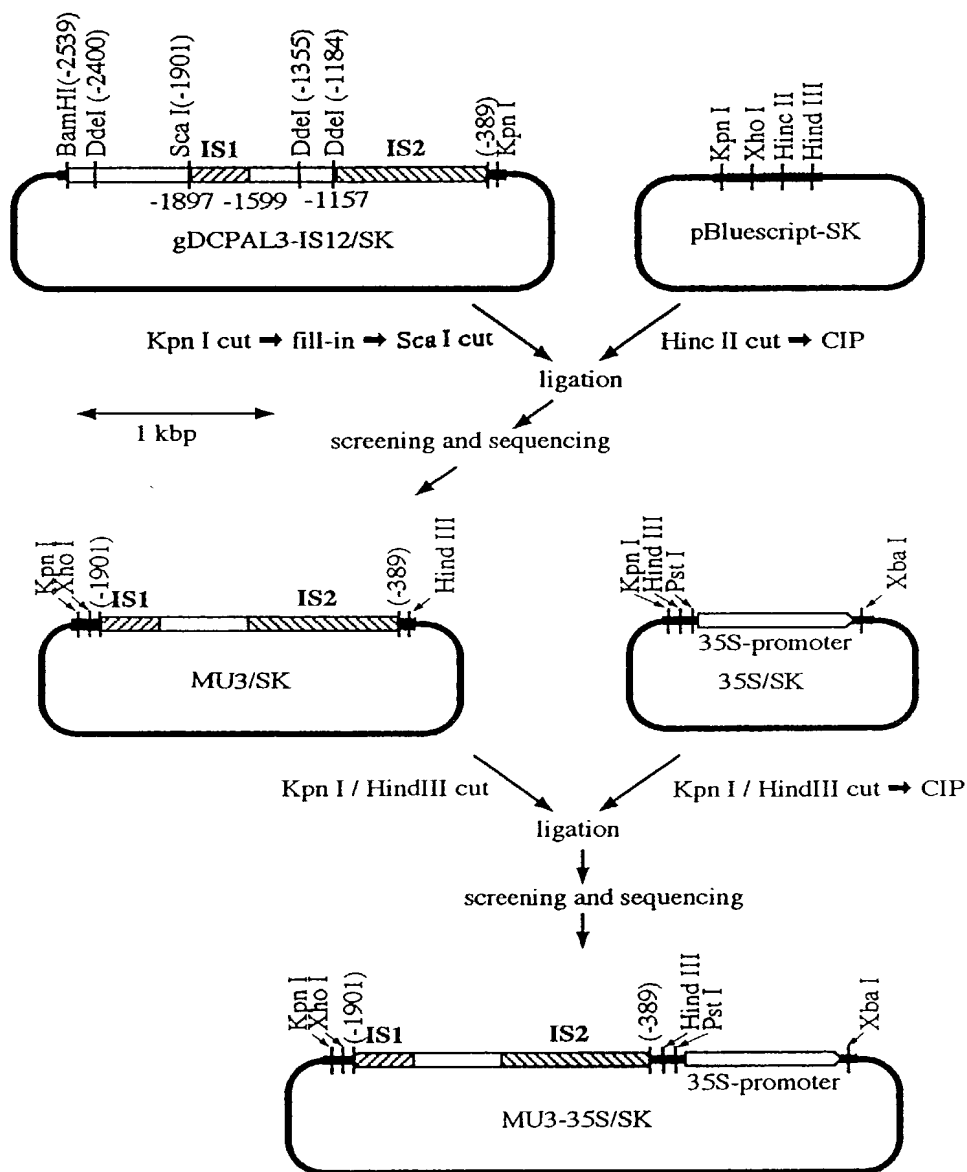 BamHI(-2539)
DdeI (-2400)
Sca I(-1901)
DdeI (-1355)
DdeI (-1184)
(-389)
Kpn I
IS1
IS2
-1897
-1599
-1157
gDCPAL3-IS12/SK
Kpn I
Xho I
Hinc II
Hind III
pBluescript-SK
Kpn I cut → fill-in → Sca I cut
Hinc II cut → CIP
ligation
1 kbp
screening and sequencing
Kpn I
Xho I
(-1901)
IS1
IS2
(-389)
Hind III
MU3/SK
Kpn I
Hind III
Pst I
Xba I
35S-promoter
35S/SK
Kpn I / HindIII cut
Kpn I / HindIII cut → CIP
ligation
screening and sequencing
Kpn I
Xho I
(-1901)
IS1
IS2
(-389)
Hind III
Pst I
Xba I
35S-promoter
MU3-35S/SK